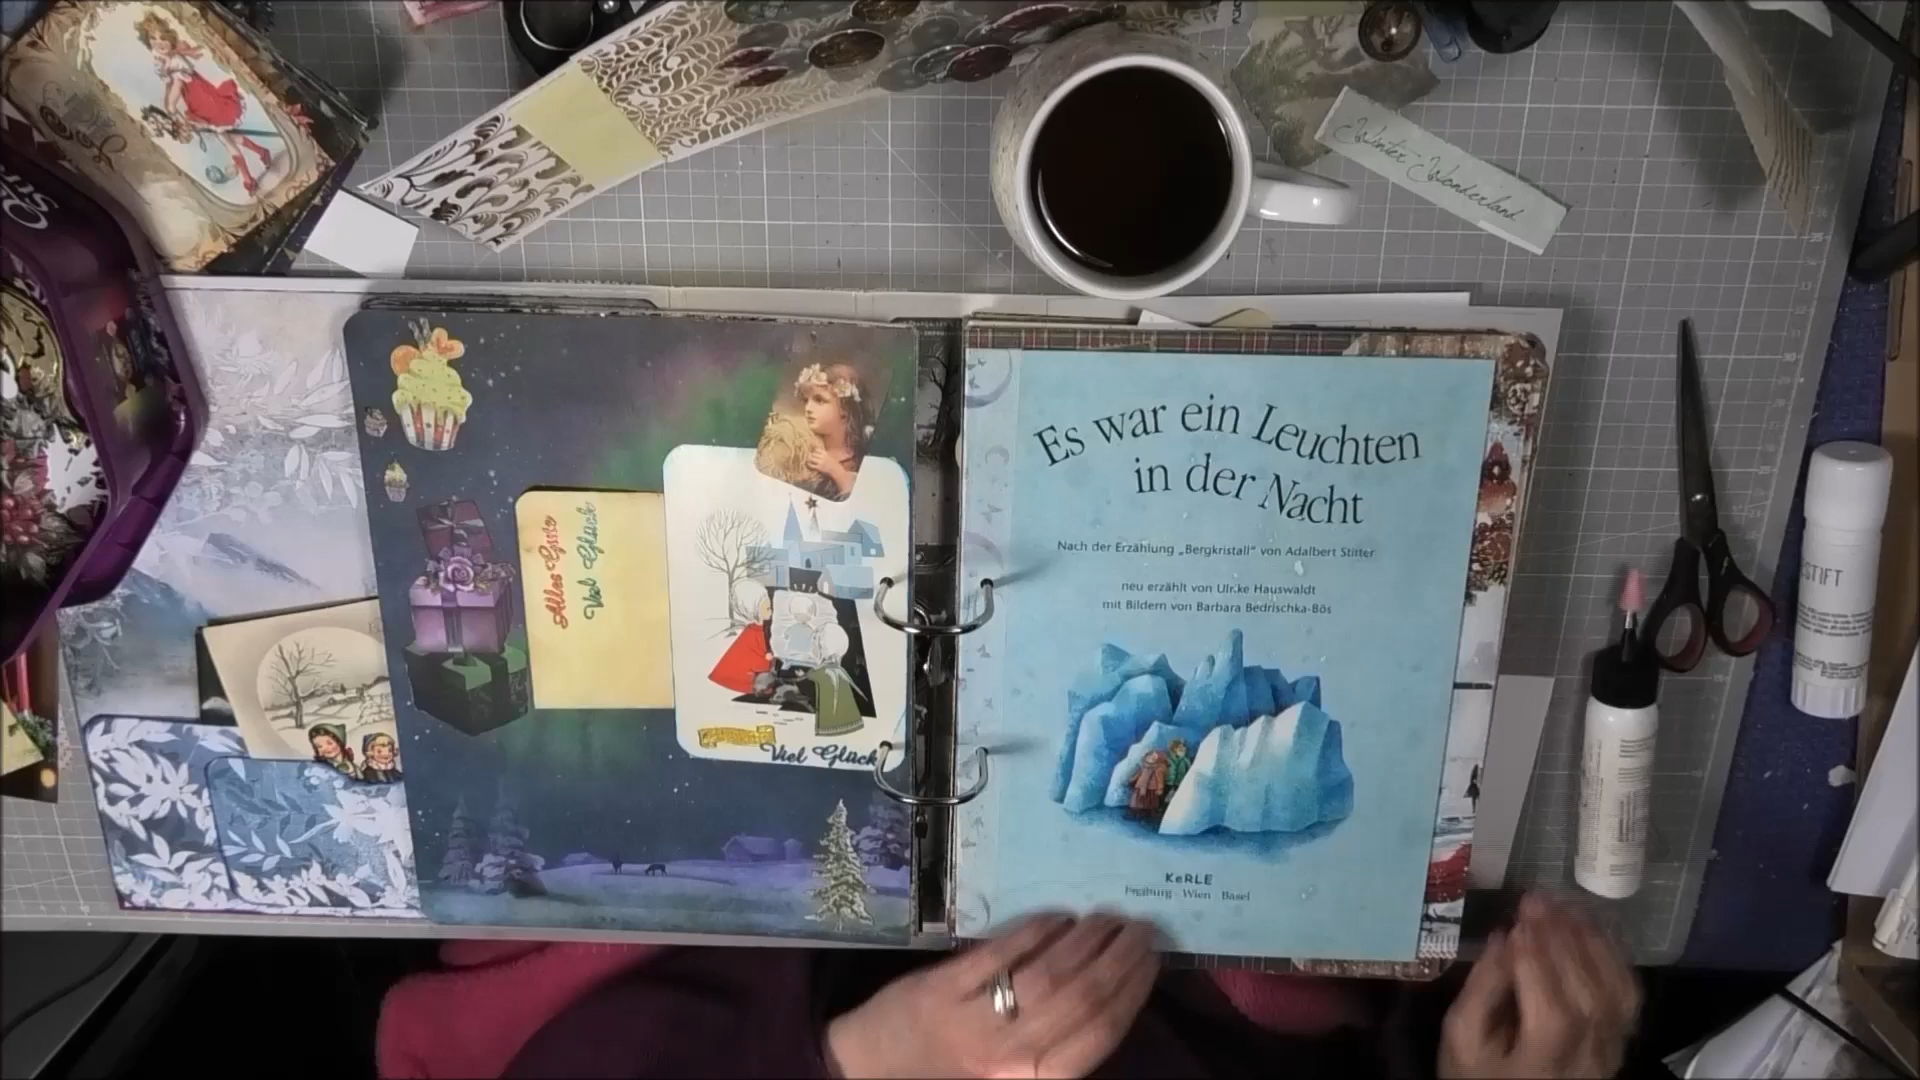 Winter Wonderland
Alles Gute
Viel Glück
Viel Glück
Es war ein Leuchten
in der Nacht
Nach der Erzählung „Bergkristall“ von Adalbert Stifter
neu erzählt von Ulrike Hauswaldt
mit Bildern von Barbara Bedrischka-Bös
KeRLE
Freiburg · Wien · Basel